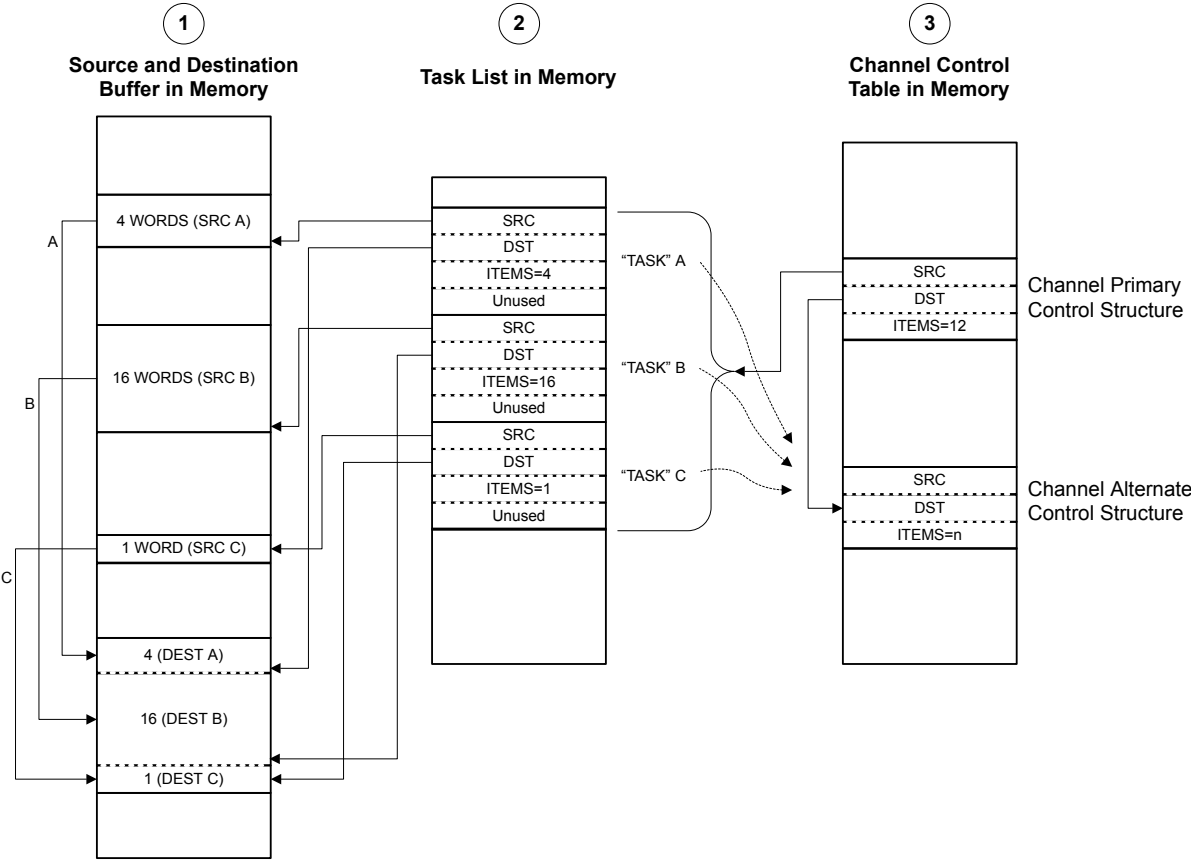 1
Source and Destination
Buffer in Memory
4 WORDS (SRC A)
A
16 WORDS (SRC B)
B
1 WORD (SRC C)
C
4 (DEST A)
16 (DEST B)
1 (DEST C)
2
Task List in Memory
SRC
DST
ITEMS=4
Unused
"TASK" A
SRC
DST
ITEMS=16
Unused
"TASK" B
SRC
DST
ITEMS=1
Unused
"TASK" C
3
Channel Control
Table in Memory
SRC
DST
ITEMS=12
Channel Primary
Control Structure
SRC
DST
ITEMS=n
Channel Alternate
Control Structure